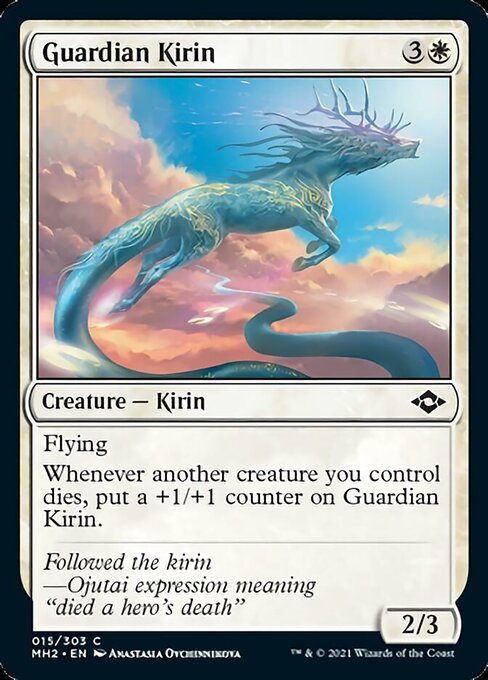 Guardian Kirin 3
Creature — Kirin
Flying
Whenever another creature you control
dies, put a +1/+1 counter on Guardian
Kirin.
Followed the kirin
—Ojutai expression meaning
"died a hero's death"
2/3
015/303 C
MH2 • EN Anastasia Ovchinnikova
™ & © 2021 Wizards of the Coast